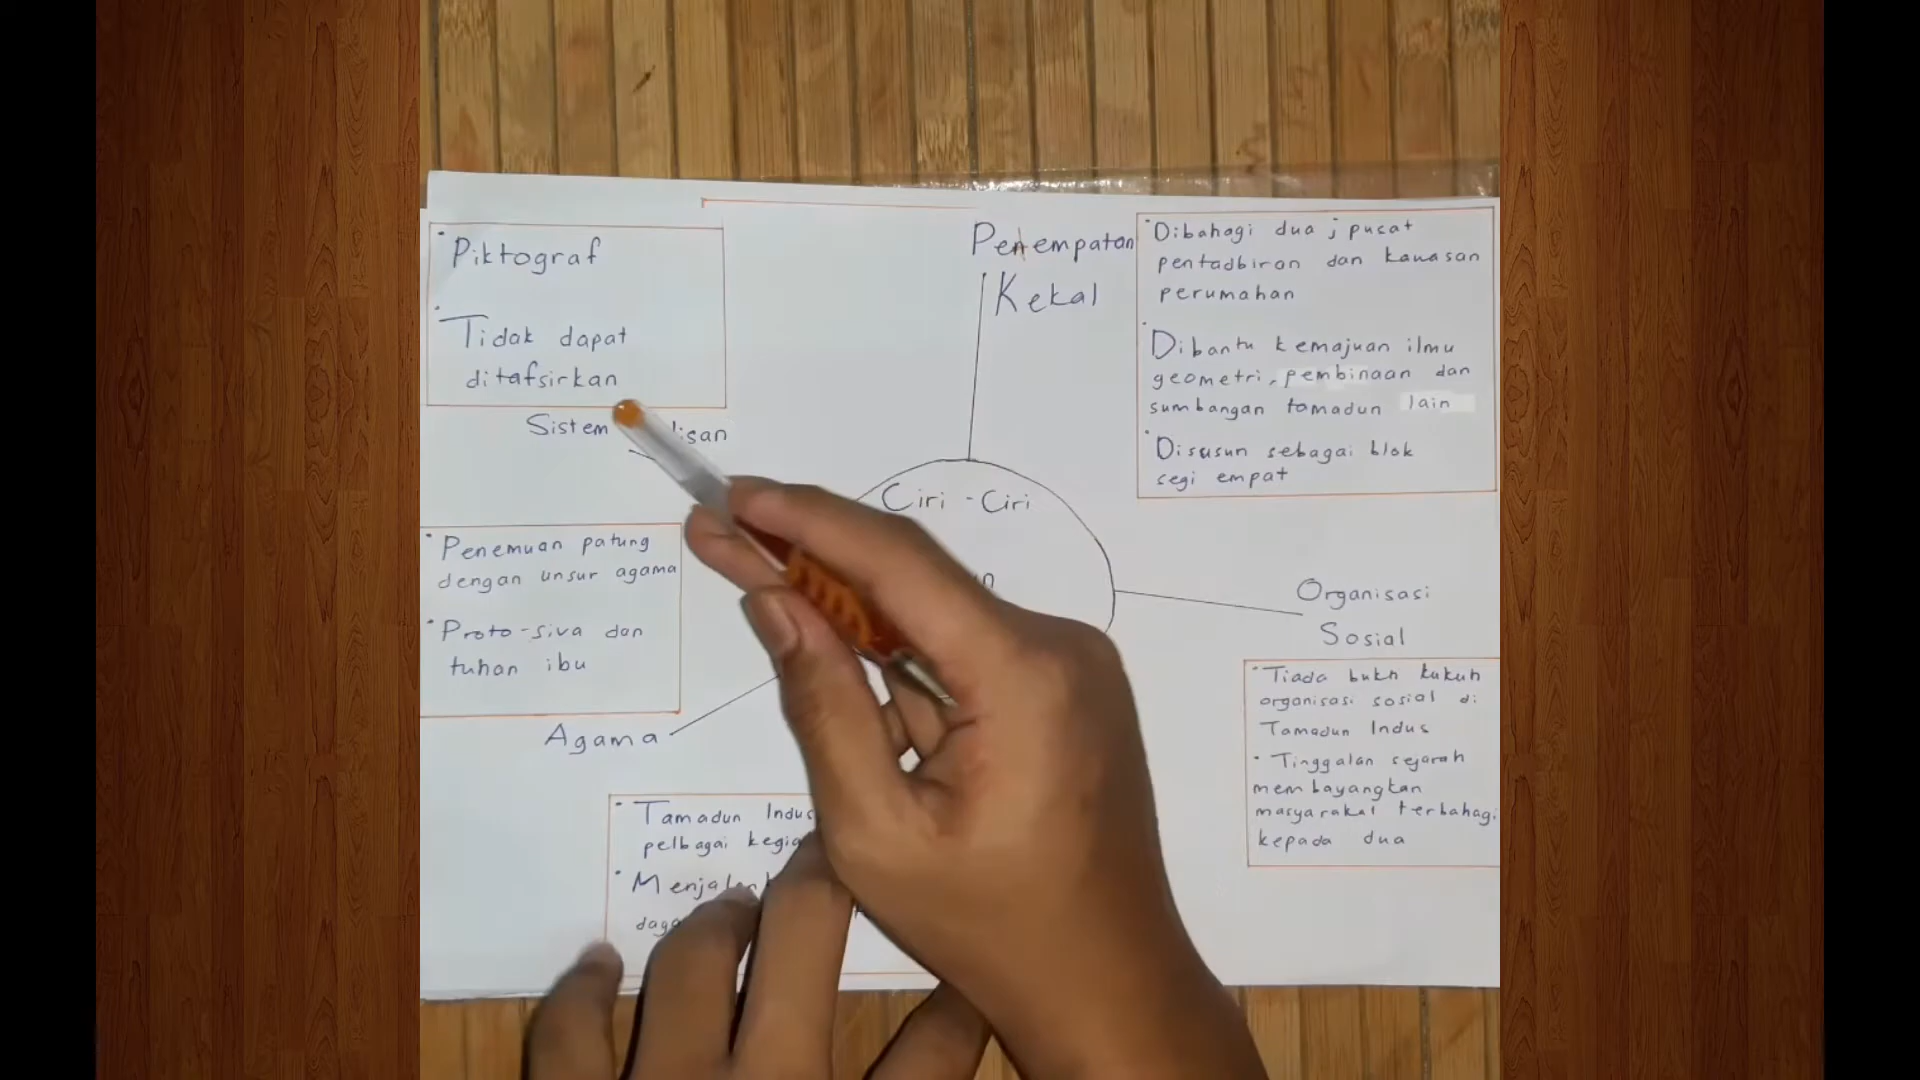 • Piktograf
• Tidak dapat
ditafsirkan
Sistem
Penempatan
Kekal
• Dibahagi dua ; pusat
pentadbiran dan kawasan
perumahan
• Dibantu kemajuan ilmu
geometri, pembinaan dan
sumbangan tamadun lain
• Disusun sebagai blok
segi empat
Ciri - Ciri
• Penemuan patung
dengan unsur agama
• Proto-siva dan
tuhan ibu
Agama
Organisasi
Sosial
• Tiada bukti kukuh
organisasi sosial di
Tamadun Indus
• Tinggalan sejarah
membayangkan
masyarakat terbahagi
kepada dua
• Tamadun Indus
pelbagai
•